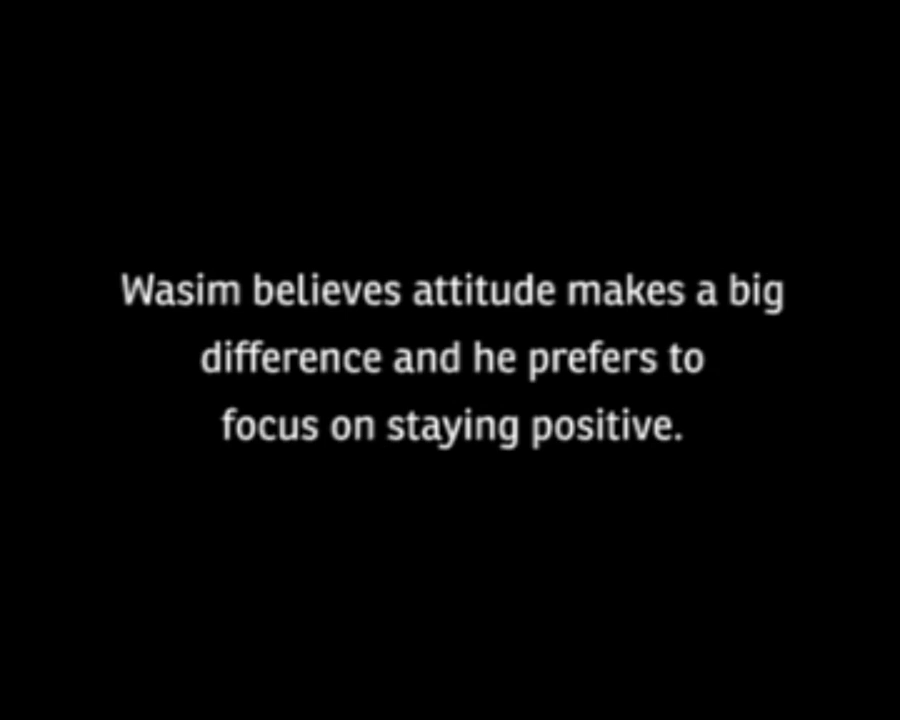 Wasim believes attitude makes a big
difference and he prefers to
focus on staying positive.